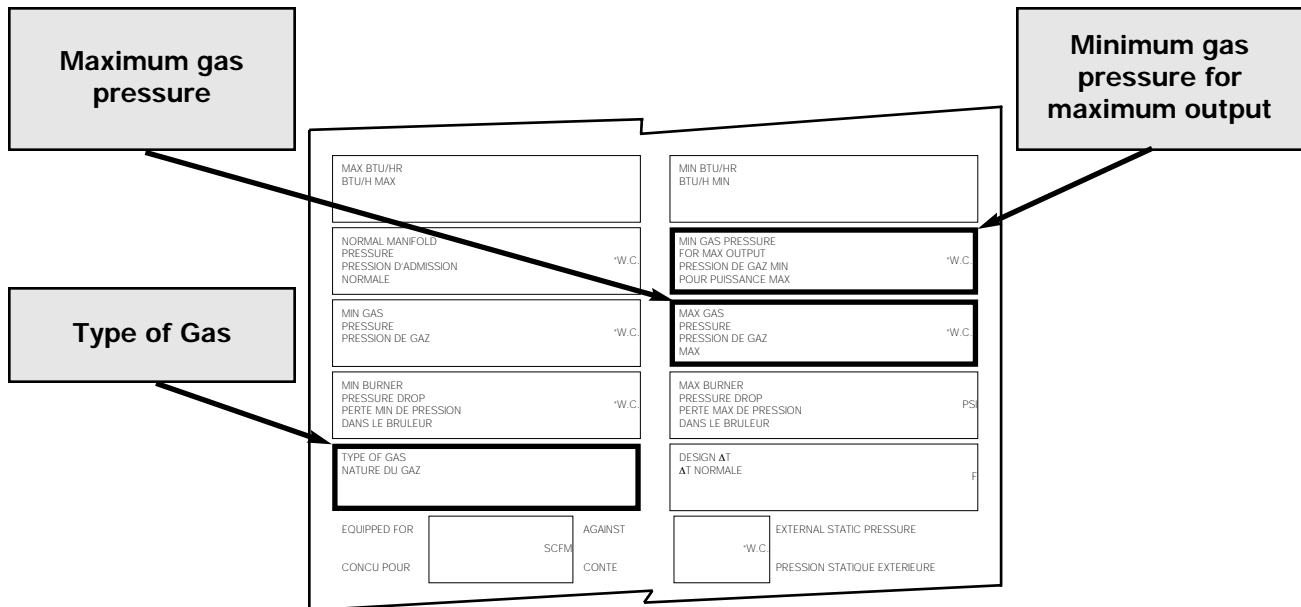 Maximum gas
pressure
Minimum gas
pressure for
maximum output
Type of Gas
MAX BTU/HR
BTU/H MAX
MIN BTU/HR
BTU/H MIN
NORMAL MANIFOLD
PRESSURE
PRESSION D'ADMISSION
NORMALE
"W.C.
MIN GAS PRESSURE
FOR MAX OUTPUT
PRESSION DE GAZ MIN
POUR PUISSANCE MAX
"W.C.
MIN GAS
PRESSURE
PRESSION DE GAZ
"W.C.
MAX GAS
PRESSURE
PRESSION DE GAZ
MAX
"W.C.
MIN BURNER
PRESSURE DROP
PERTE MIN DE PRESSION
DANS LE BRULEUR
"W.C.
MAX BURNER
PRESSURE DROP
PERTE MAX DE PRESSION
DANS LE BRULEUR
PSI
TYPE OF GAS
NATURE DU GAZ
DESIGN ΔT
ΔT NORMALE
F
EQUIPPED FOR
SCFM
AGAINST
"W.C.
EXTERNAL STATIC PRESSURE
CONCU POUR
CONTE
PRESSION STATIQUE EXTERIEURE